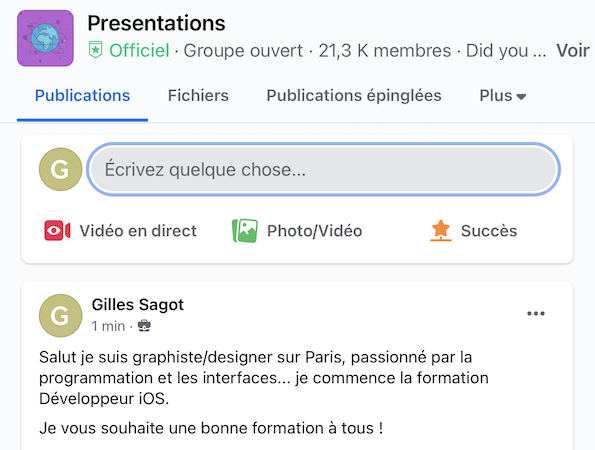 Presentations
Officiel · Groupe ouvert · 21,3 K membres · Did you ... Voir
Publications Fichiers Publications épinglées Plus
G Écrivez quelque chose...
Vidéo en direct Photo/Vidéo Succès
G Gilles Sagot
1 min ·
Salut je suis graphiste/designer sur Paris, passionné par la
programmation et les interfaces... je commence la formation
Développeur iOS.
Je vous souhaite une bonne formation à tous !